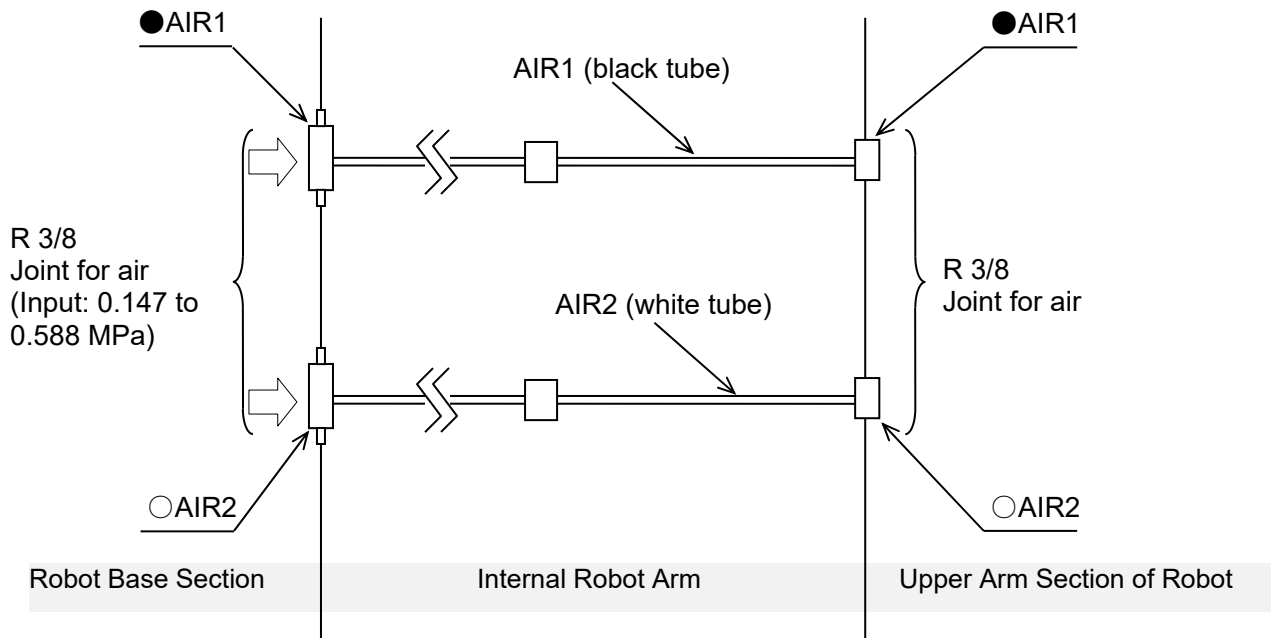 ●AIR1
●AIR1
AIR1 (black tube)
R 3/8
Joint for air
(Input: 0.147 to
0.588 MPa)
R 3/8
Joint for air
AIR2 (white tube)
○AIR2
○AIR2
Robot Base Section
Internal Robot Arm
Upper Arm Section of Robot